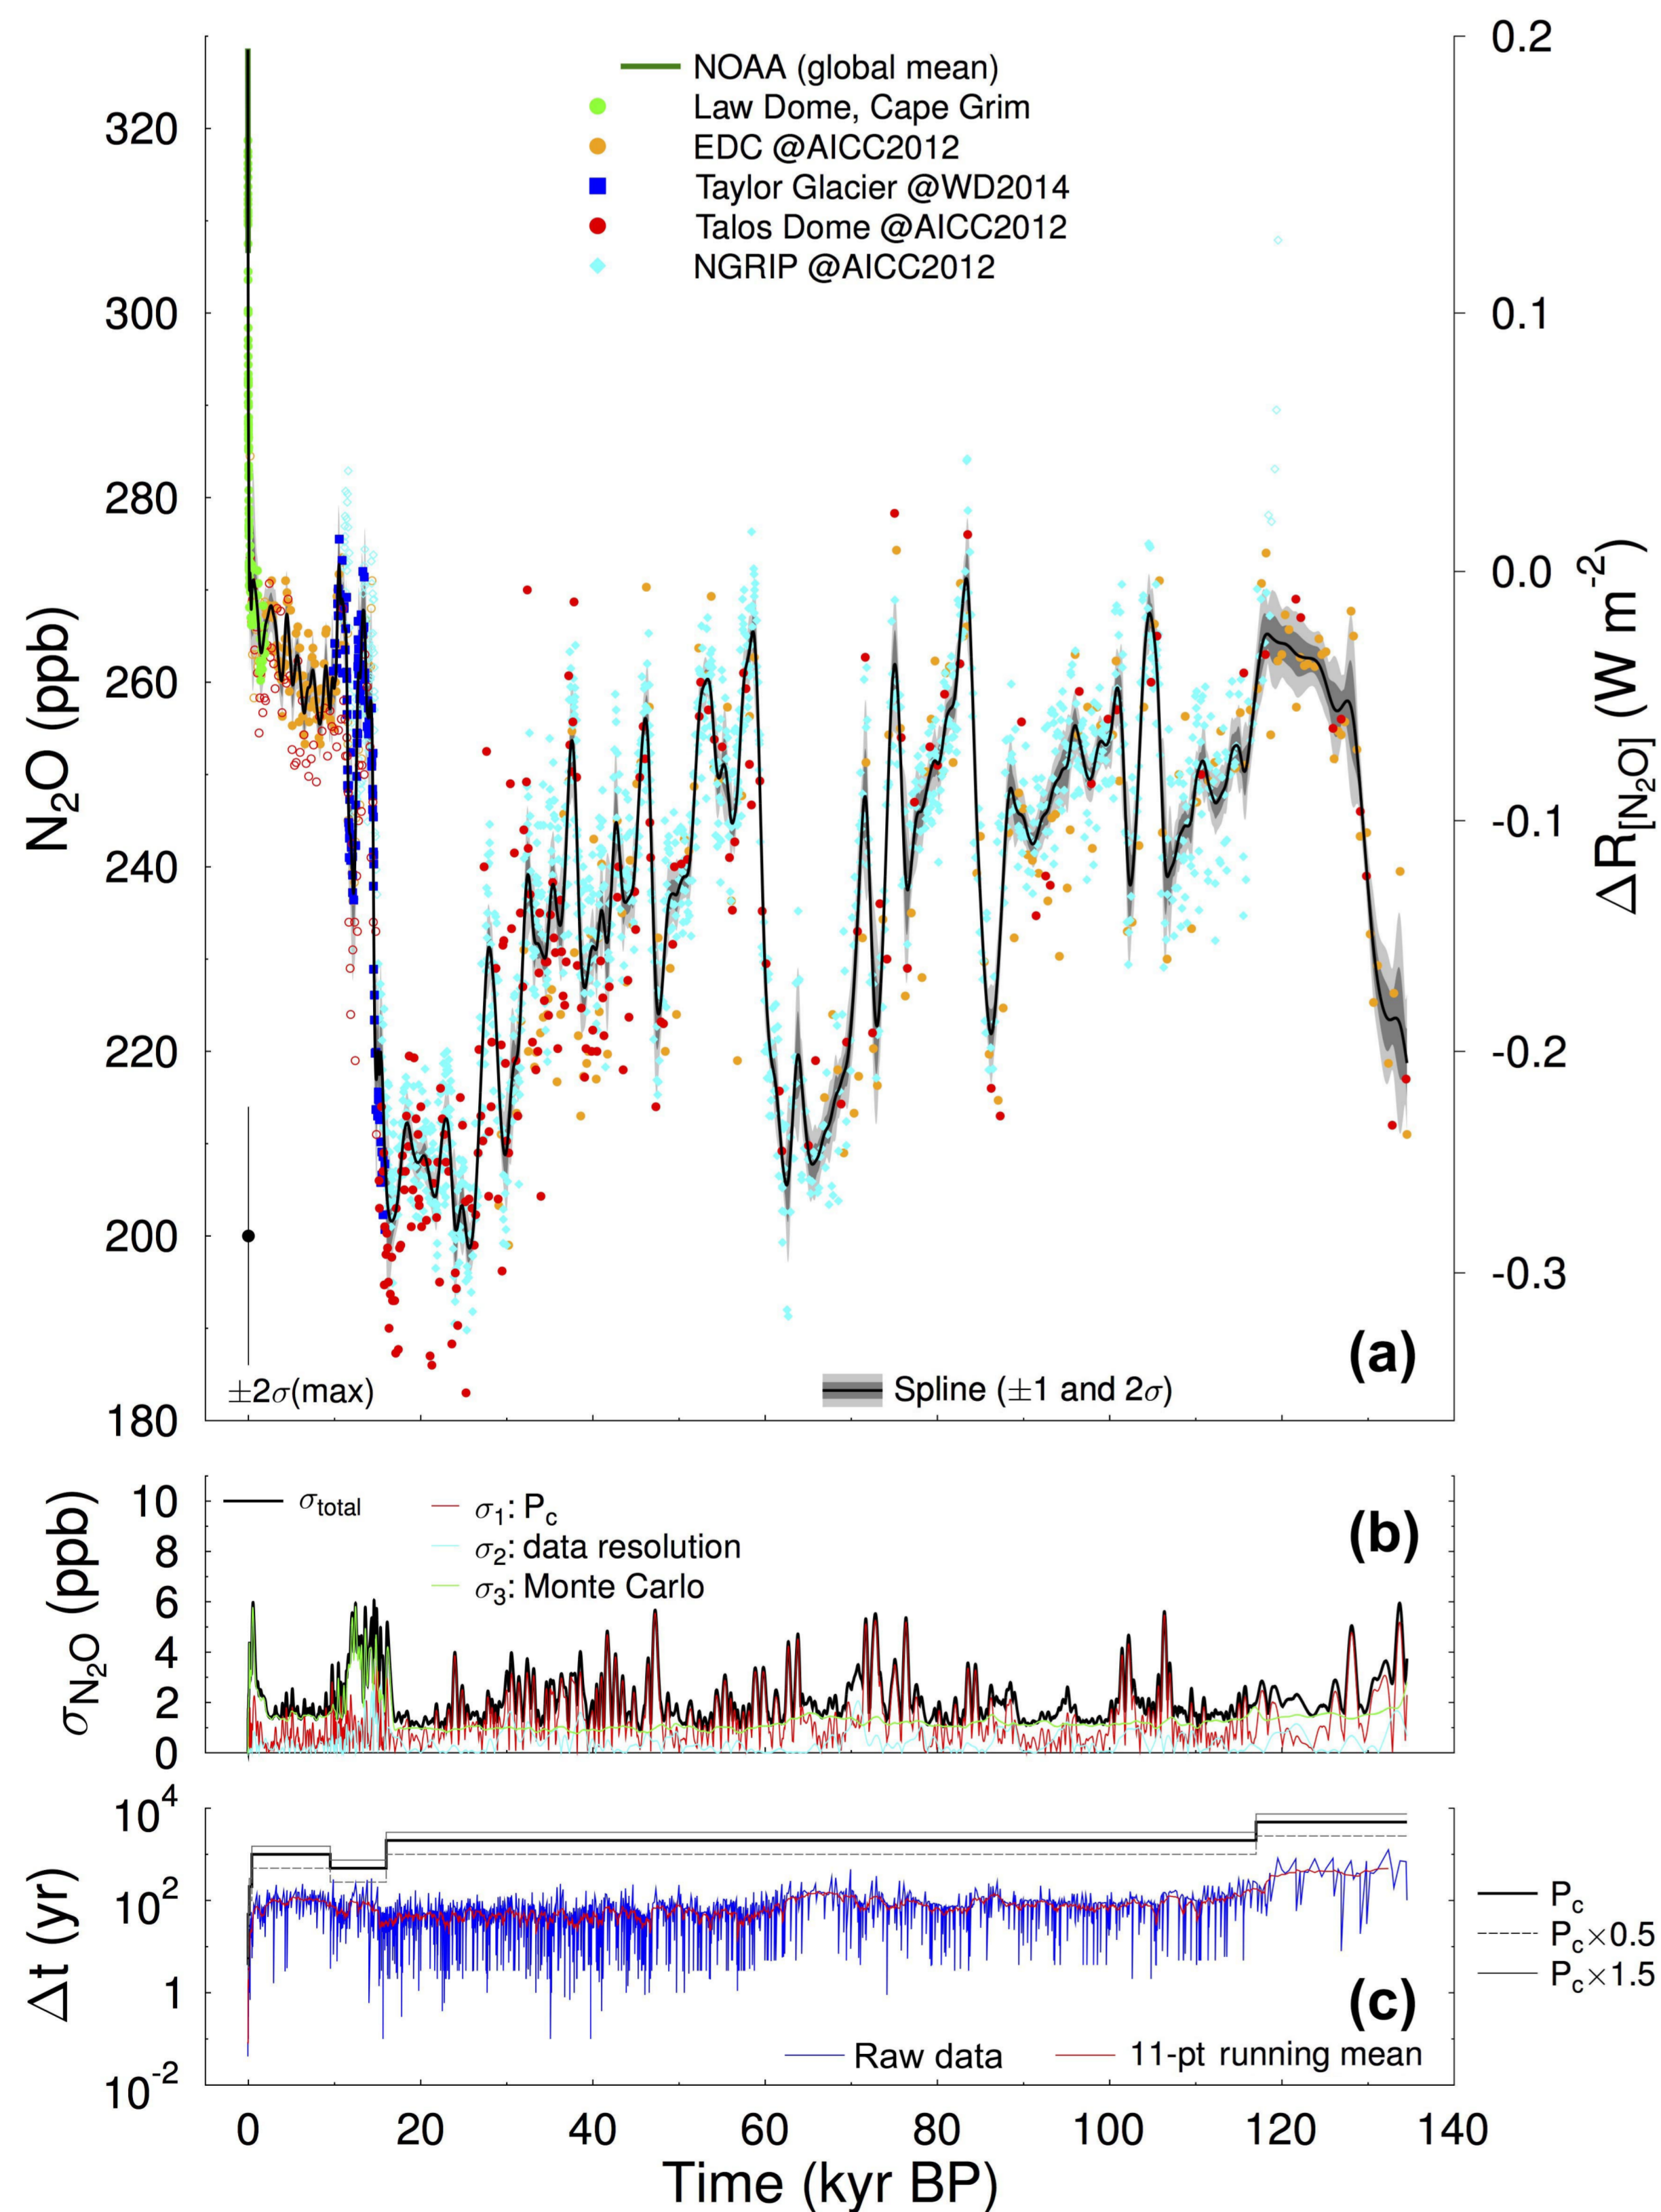 NOAA (global mean)
Law Dome, Cape Grim
EDC @AICC2012
Taylor Glacier @WD2014
Talos Dome @AICC2012
NGRIP @AICC2012
N₂O (ppb)
320
300
280
260
240
220
200
180
0.2
0.1
0.0
-0.1
-0.2
-0.3
ΔR[N₂O] (W m⁻²)
±2σ(max)
Spline (±1 and 2σ)
(a)
σN₂O (ppb)
10
8
6
4
2
0
σtotal
σ₁: Pc
σ₂: data resolution
σ₃: Monte Carlo
(b)
Δt (yr)
10⁴
10²
1
10⁻²
Pc
Pc×0.5
Pc×1.5
(c)
Raw data
11-pt running mean
0 20 40 60 80 100 120 140
Time (kyr BP)